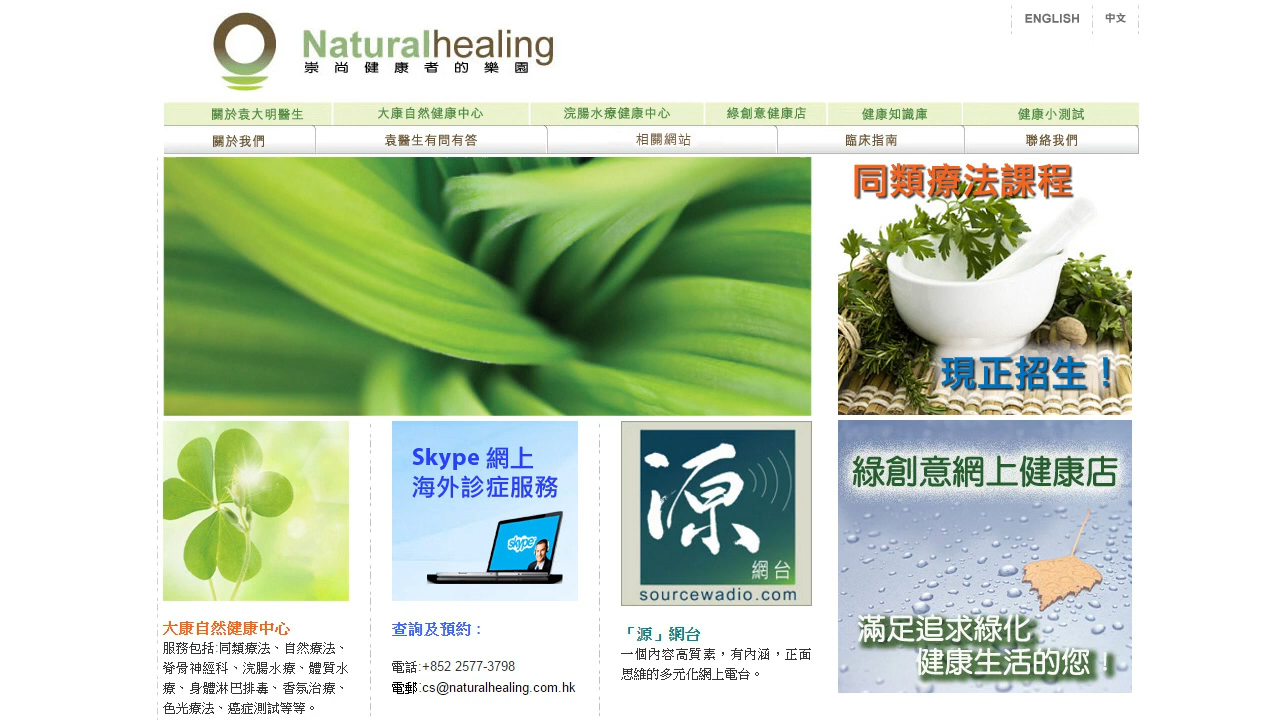 ENGLISH
中文
Naturalhealing
崇尚健康者的樂園
關於袁大明醫生
大康自然健康中心
浣腸水療健康中心
綠創意健康店
健康知識庫
健康小測試
關於我們
袁醫生有問有答
相關網站
臨床指南
聯絡我們
同類療法課程
現正招生！
Skype 網上
海外診症服務
skype
源
網台
sourcewadio.com
綠創意網上健康店
滿足追求綠化
健康生活的您！
大康自然健康中心
服務包括:同類療法、自然療法、
脊骨神經科、浣腸水療、體質水
療、身體淋巴排毒、香氛治療、
色光療法、癌症測試等等。
查詢及預約：
電話:+852 2577-3798
電郵:cs@naturalhealing.com.hk
「源」網台
一個內容高質素，有內涵，正面
思維的多元化網上電台。